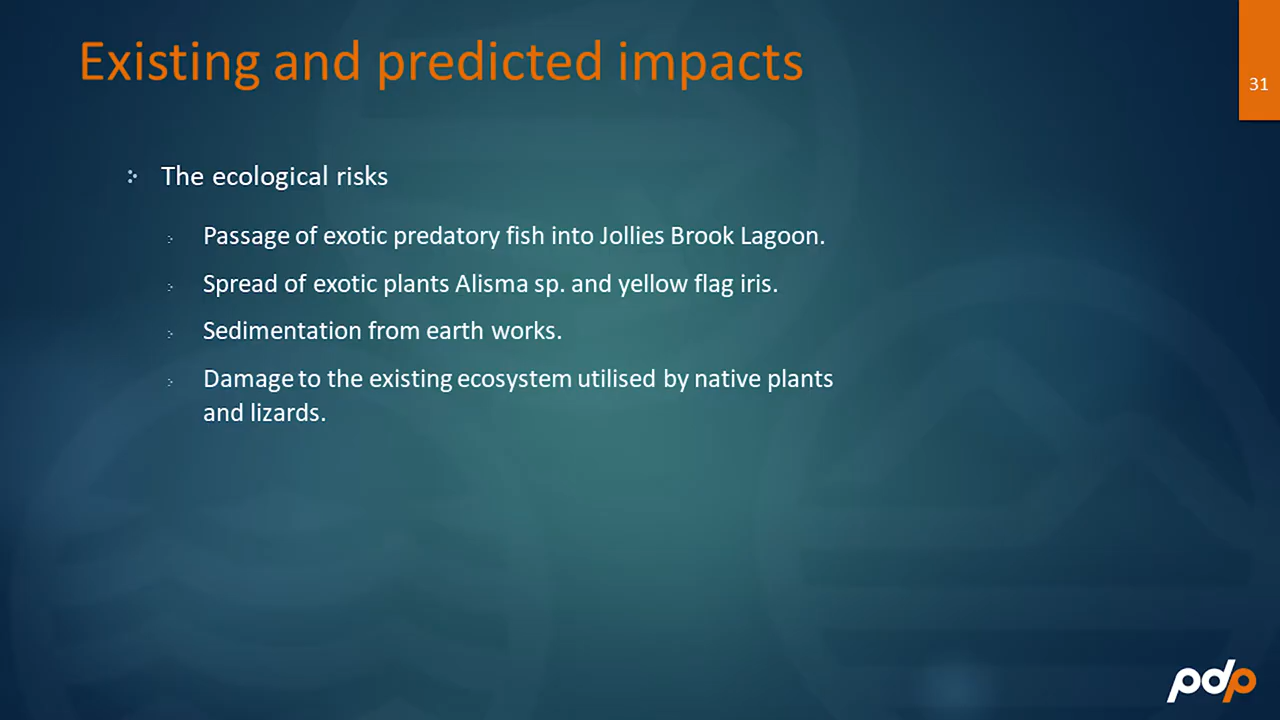 Existing and predicted impacts
31
The ecological risks
Passage of exotic predatory fish into Jollies Brook Lagoon.
Spread of exotic plants Alisma sp. and yellow flag iris.
Sedimentation from earth works.
Damage to the existing ecosystem utilised by native plants
and lizards.
pdp